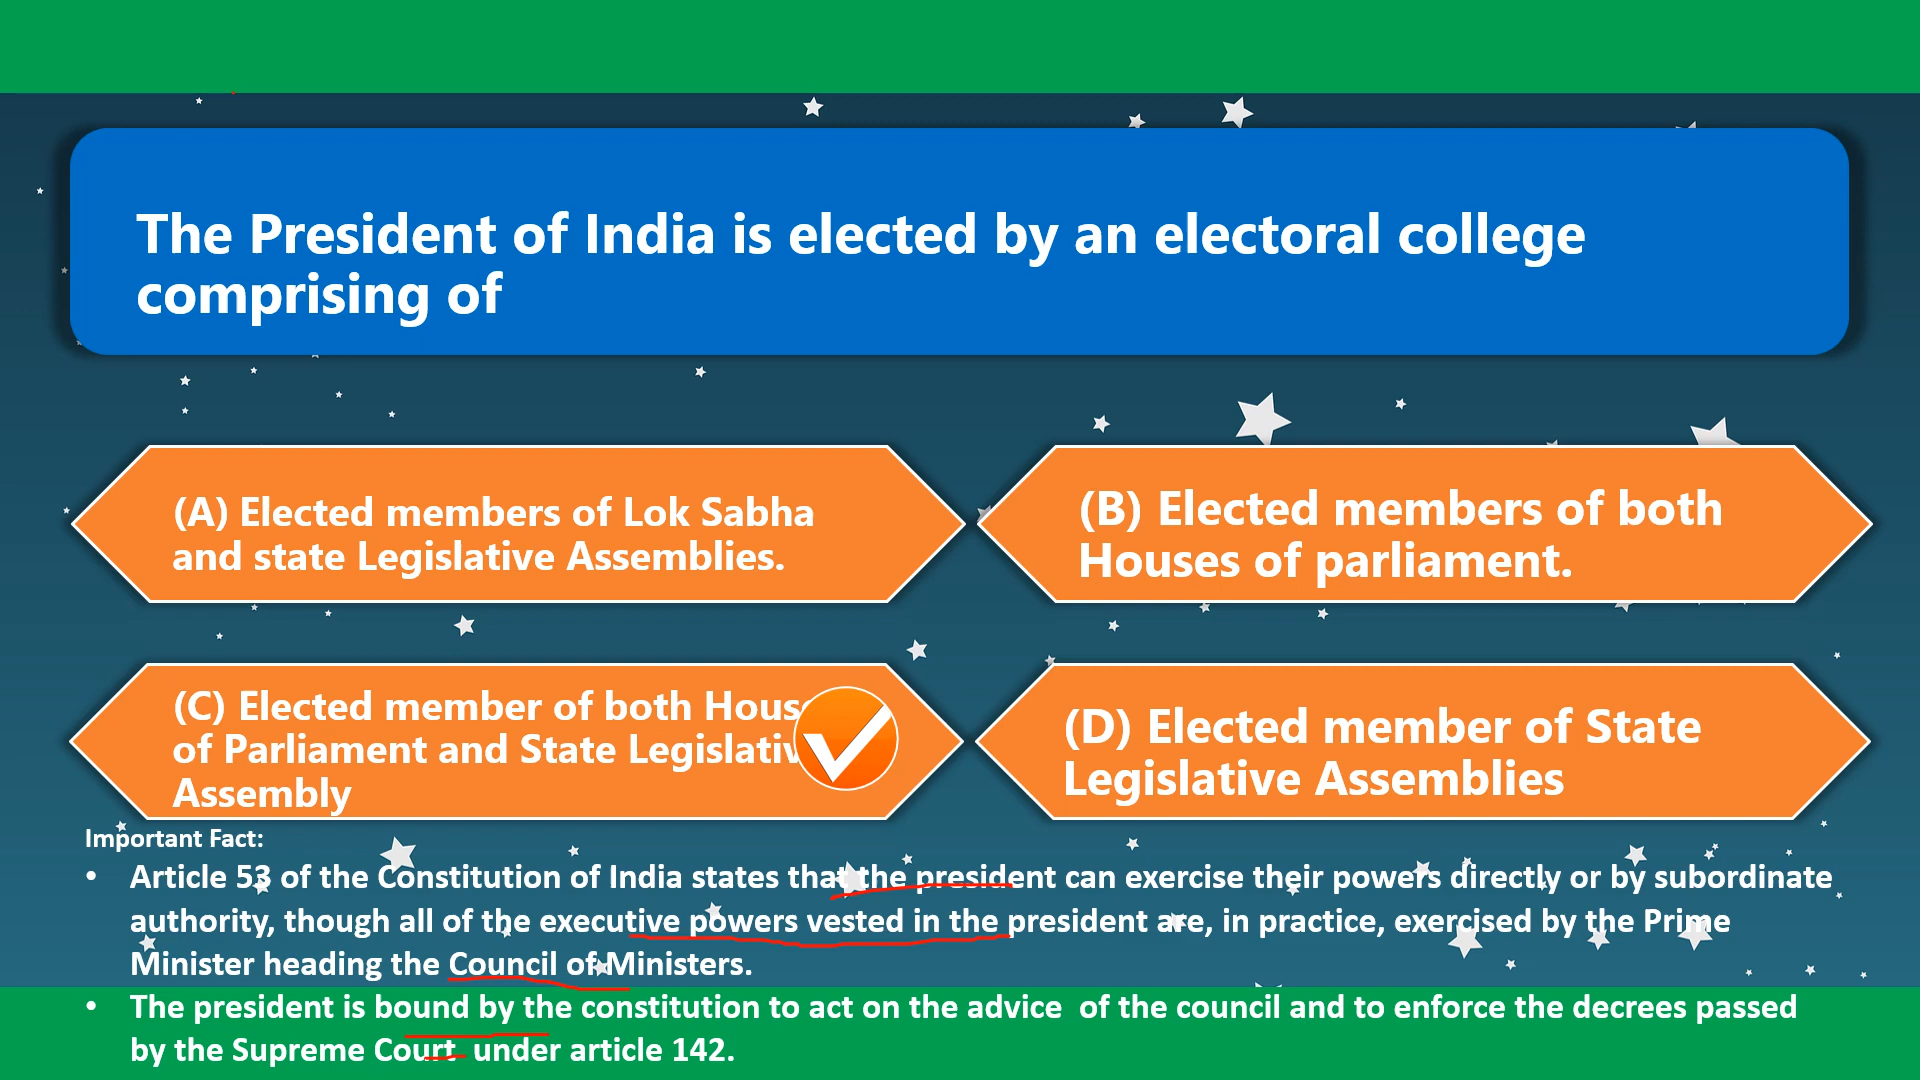 The President of India is elected by an electoral college
comprising of
(A) Elected members of Lok Sabha
and state Legislative Assemblies.
(B) Elected members of both
Houses of parliament.
(C) Elected member of both
of Parliament and State
Assembly
(D) Elected member of State
Legislative Assemblies
Important Fact:
• Article 53 of the Constitution of India states that the president can exercise their powers directly or by subordinate
authority, though all of the executive powers vested in the president are, in practice, exercised by the Prime
Minister heading the Council of Ministers.
• The president is bound by the constitution to act on the advice of the council and to enforce the decrees passed
by the Supreme Court under article 142.